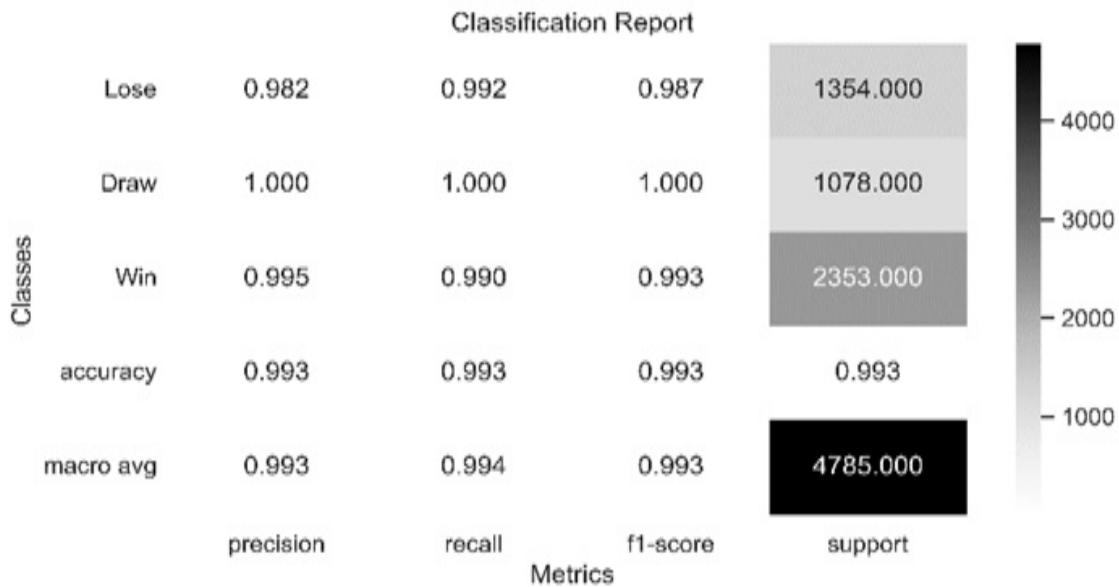 Classification Report
Lose 0.982 0.992 0.987 1354.000
Draw 1.000 1.000 1.000 1078.000
Win 0.995 0.990 0.993 2353.000
accuracy 0.993 0.993 0.993 0.993
macro avg 0.993 0.994 0.993 4785.000
precision recall f1-score support
Metrics
Classes
4000
3000
2000
1000